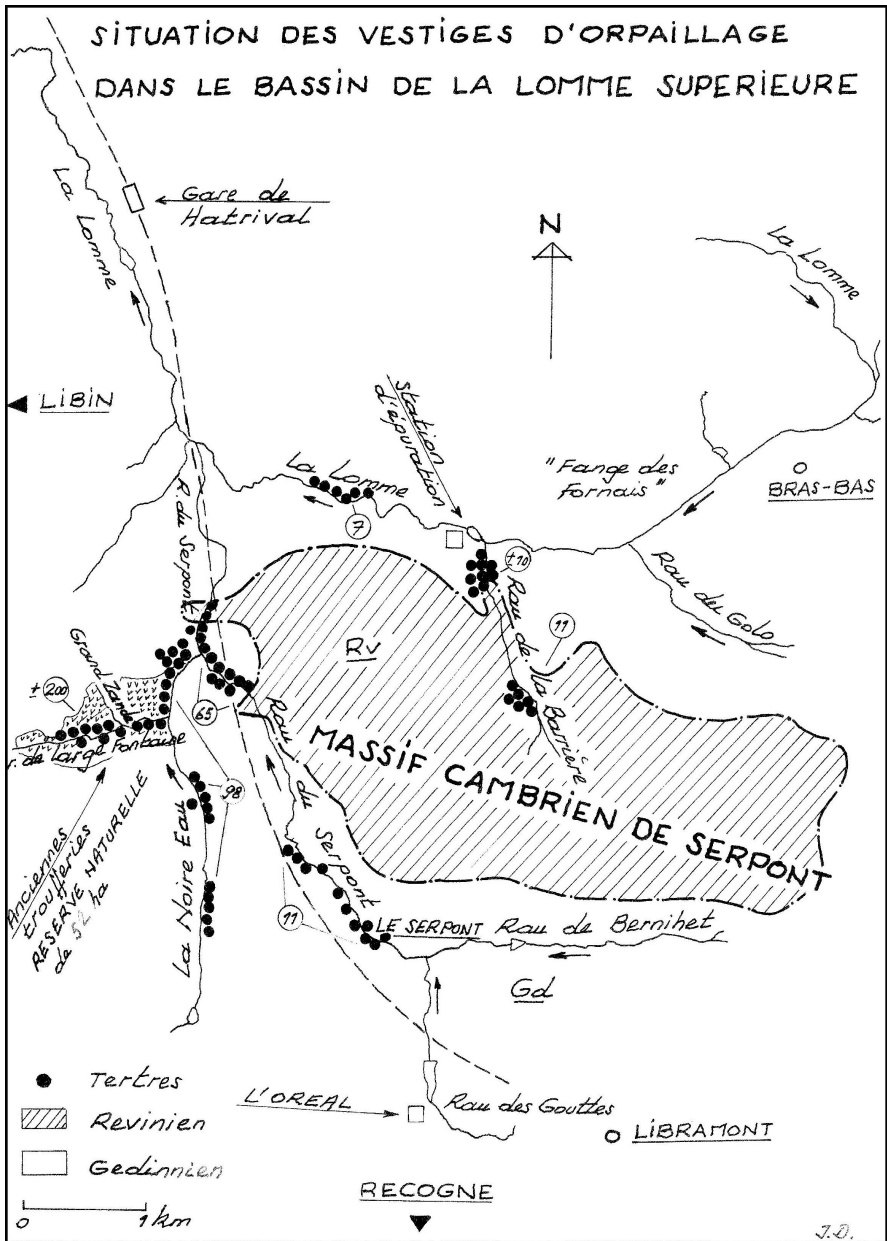 SITUATION DES VESTIGES D'ORPAILLAGE
DANS LE BASSIN DE LA LOMME SUPERIEURE
La Lomme
Gare de
Hatrival
N
La Lomme
LIBIN
Station
d'épuration
La Lomme
7
"Fange des
Fornais"
BRAS-BAS
R. du Serpont
± 10
Rau de la Barrière
11
Rau du Golo
Rv
Grand Zande
± 200
65
r. de Large Fontaine
MASSIF CAMBRIEN DE SERPONT
Rau du Serpont
98
La Noire Eau
Anciennes
troufferies
RESERVE NATURELLE
de 52 ha
11
LE SERPONT
Rau de Bernihet
Gd
Tertres
Revinien
Gedinnien
L'OREAL
Rau des Gouttes
LIBRAMONT
0 1 km
RECOGNE
J.D.